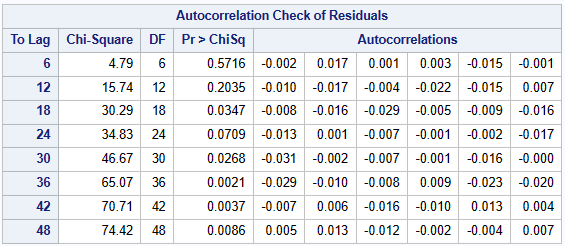 Autocorrelation Check of Residuals
To Lag Chi-Square DF Pr > ChiSq Autocorrelations
6 4.79 6 0.5716 -0.002 0.017 0.001 0.003 -0.015 -0.001
12 15.74 12 0.2035 -0.010 -0.017 -0.004 -0.022 -0.015 0.007
18 30.29 18 0.0347 -0.008 -0.016 -0.029 -0.005 -0.009 -0.016
24 34.83 24 0.0709 -0.013 0.001 -0.007 -0.001 -0.002 -0.017
30 46.67 30 0.0268 -0.031 -0.002 -0.007 -0.001 -0.016 -0.000
36 65.07 36 0.0021 -0.029 -0.010 -0.008 0.009 -0.023 -0.020
42 70.71 42 0.0037 -0.007 0.006 -0.016 -0.010 0.013 0.004
48 74.42 48 0.0086 0.005 0.013 -0.012 -0.002 -0.004 0.007